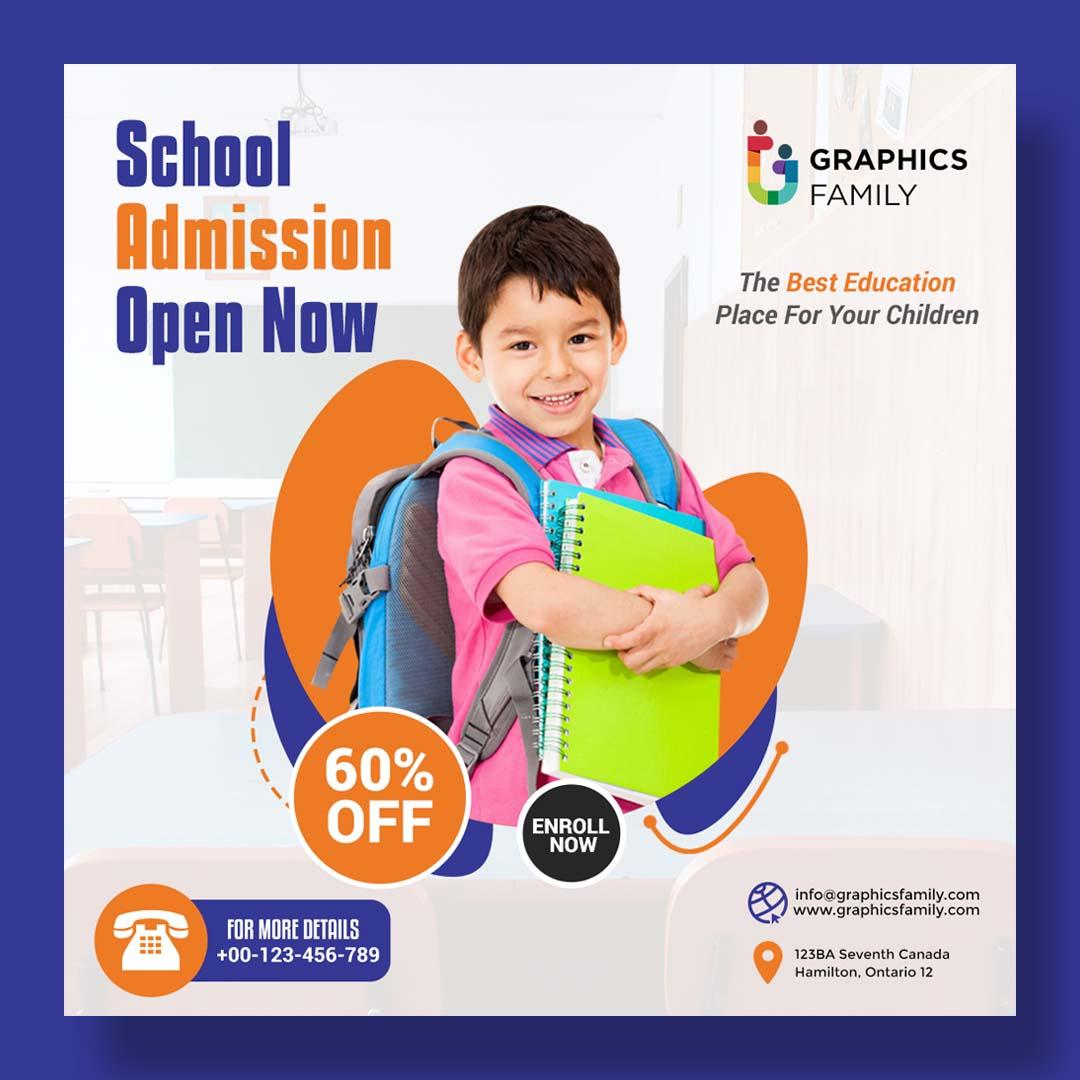 School
Admission
Open Now
GRAPHICS
FAMILY
The Best Education
Place For Your Children
60%
OFF
ENROLL
NOW
FOR MORE DETAILS
+00-123-456-789
info@graphicsfamily.com
www.graphicsfamily.com
123BA Seventh Canada
Hamilton, Ontario 12